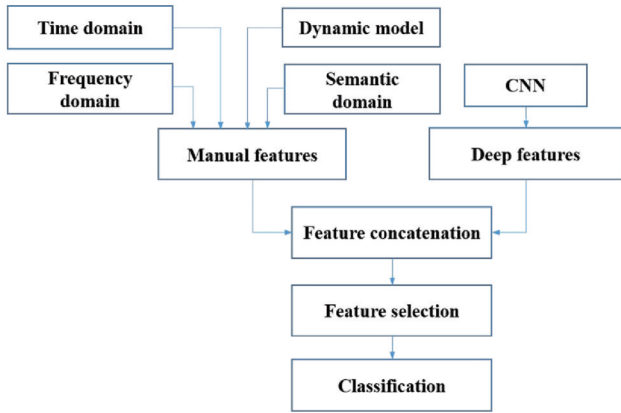 Time domain
Dynamic model
Frequency
domain
Semantic
domain
CNN
Manual features
Deep features
Feature concatenation
Feature selection
Classification